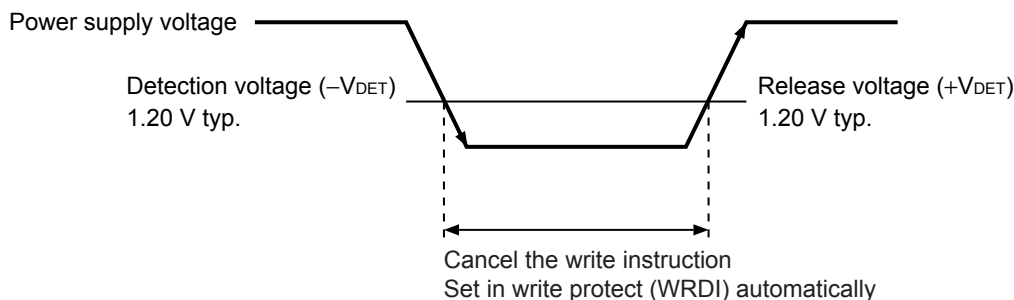 Power supply voltage
Detection voltage (−VDET)
1.20 V typ.
Release voltage (+VDET)
1.20 V typ.
Cancel the write instruction
Set in write protect (WRDI) automatically